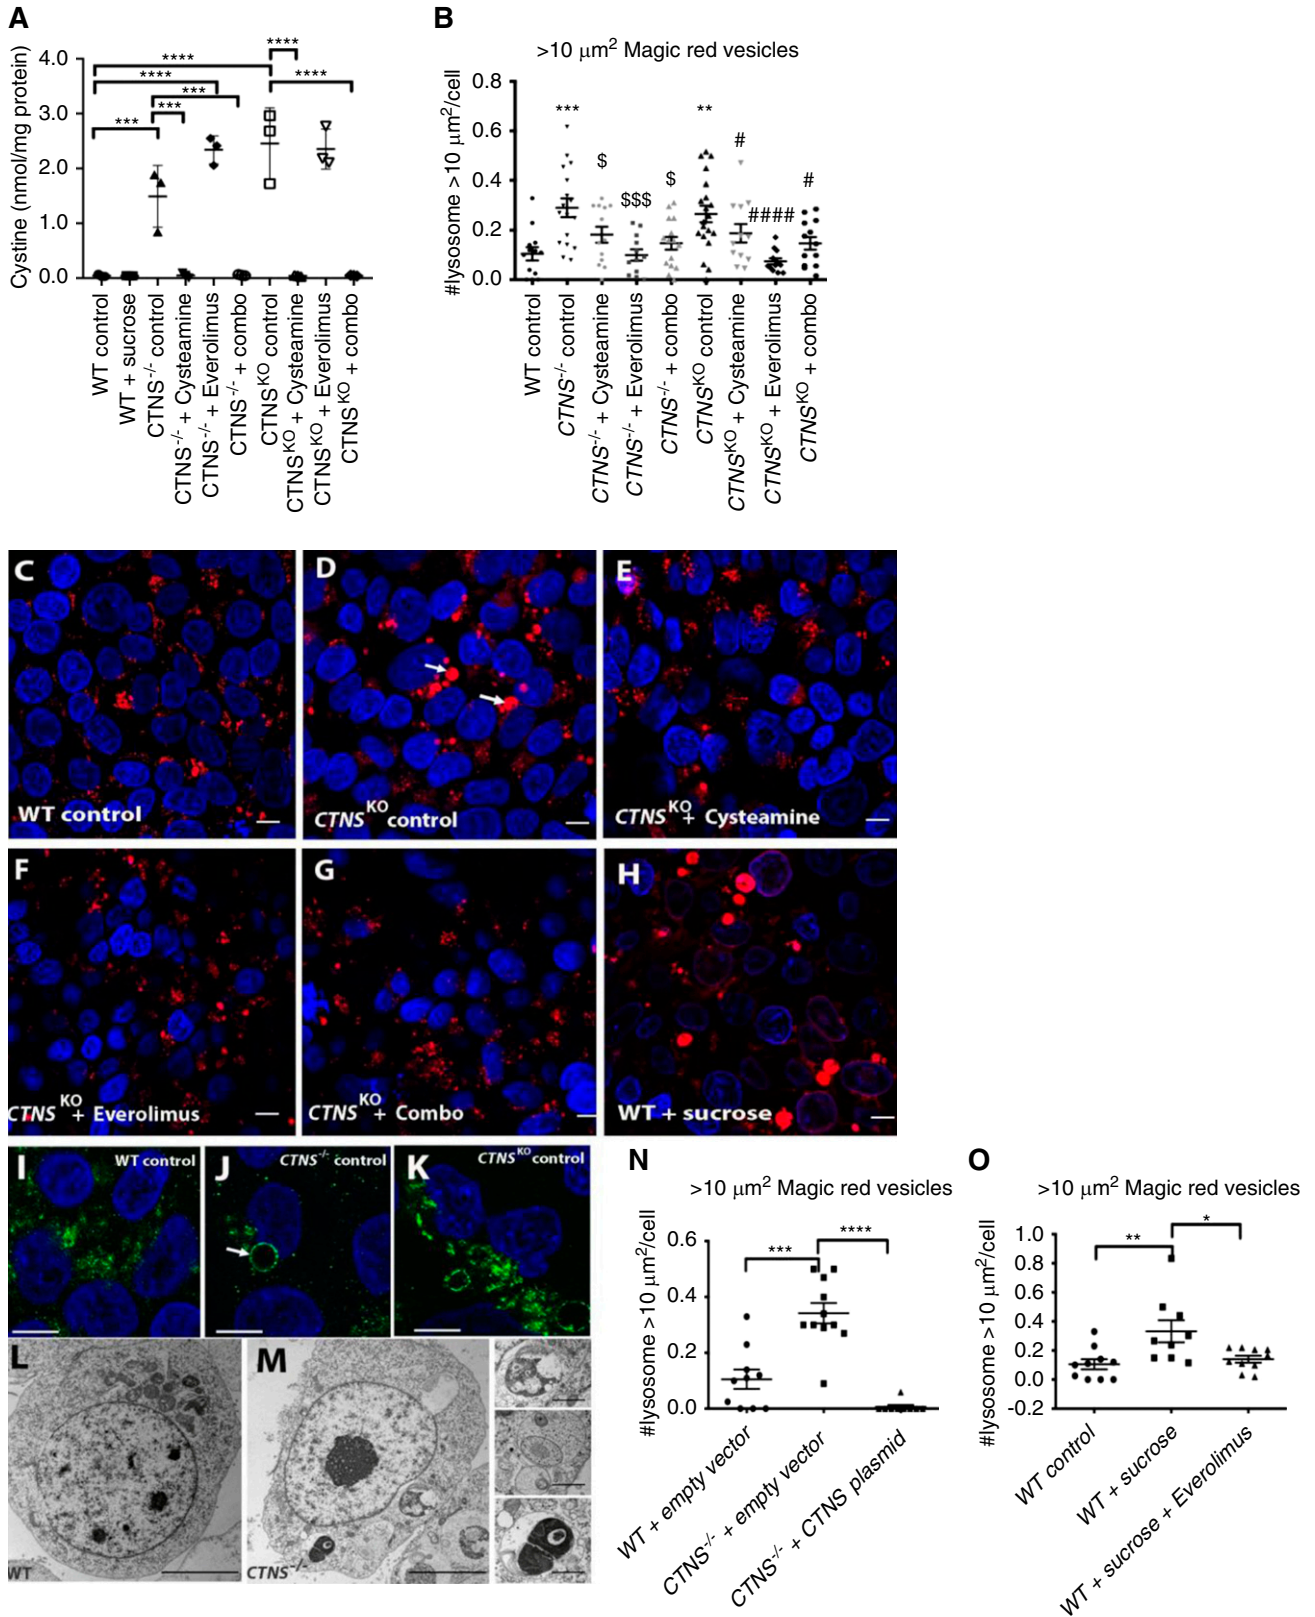 A
Cystine (nmol/mg protein)
4.0
3.0
2.0
1.0
0.0
****
****
****
****
***
***
***
WT control
WT + sucrose
CTNS-/- control
CTNS-/- + Cysteamine
CTNS-/- + Everolimus
CTNS-/- + combo
CTNSKO control
CTNSKO + Cysteamine
CTNSKO + Everolimus
CTNSKO + combo
B
>10 μm2 Magic red vesicles
#lysosome >10 μm2/cell
0.8
0.6
0.4
0.2
0.0
***
$
$$$
$
**
#
####
#
WT control
CTNS-/- control
CTNS-/- + Cysteamine
CTNS-/- + Everolimus
CTNS-/- + combo
CTNSKO control
CTNSKO + Cysteamine
CTNSKO + Everolimus
CTNSKO + combo
C
WT control
D
CTNSKO control
E
CTNSKO + Cysteamine
F
CTNSKO + Everolimus
G
CTNSKO + Combo
H
WT + sucrose
I
WT control
J
CTNS-/- control
K
CTNSKO control
L
WT
M
CTNS-/-
N
>10 μm2 Magic red vesicles
#lysosome >10 μm2/cell
0.6
0.4
0.2
0.0
***
****
WT + empty vector
CTNS-/- + empty vector
CTNS-/- + CTNS plasmid
O
>10 μm2 Magic red vesicles
#lysosome >10 μm2/cell
1.0
0.8
0.6
0.4
0.2
0.0
-0.2
**
*
WT control
WT + sucrose
WT + sucrose + Everolimus